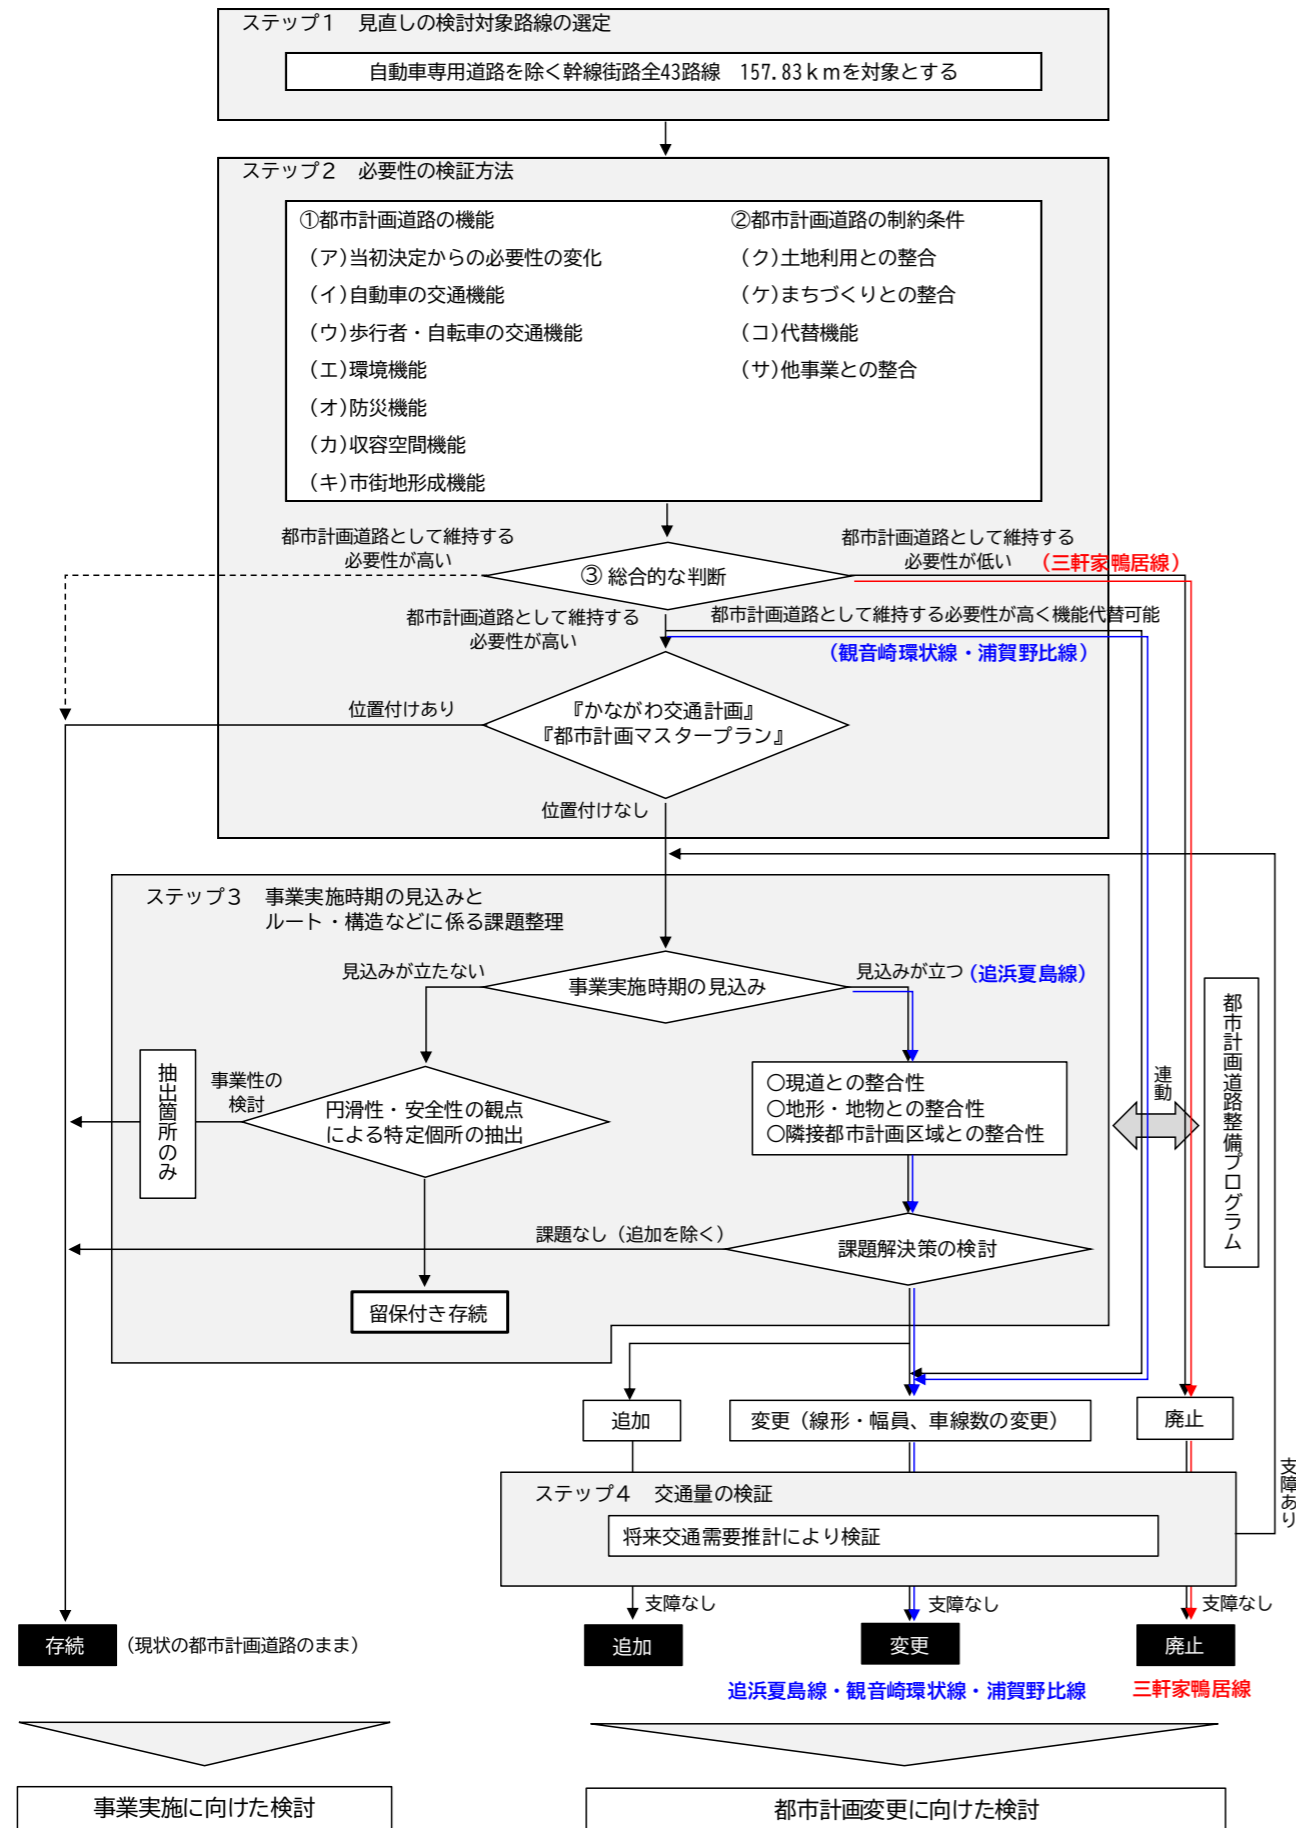 ステップ1　見直しの検討対象路線の選定
自動車専用道路を除く幹線街路全43路線　157.83ｋｍを対象とする
ステップ2　必要性の検証方法
①都市計画道路の機能
(ア)当初決定からの必要性の変化
(イ)自動車の交通機能
(ウ)歩行者・自転車の交通機能
(エ)環境機能
(オ)防災機能
(カ)収容空間機能
(キ)市街地形成機能
②都市計画道路の制約条件
(ク)土地利用との整合
(ケ)まちづくりとの整合
(コ)代替機能
(サ)他事業との整合
都市計画道路として維持する
必要性が高い
③ 総合的な判断
都市計画道路として維持する
必要性が低い
(三軒家鴨居線)
都市計画道路として維持する
必要性が高い
都市計画道路として維持する必要性が高く機能代替可能
(観音崎環状線・浦賀野比線)
位置付けあり
『かながわ交通計画』
『都市計画マスタープラン』
位置付けなし
ステップ3　事業実施時期の見込みと
ルート・構造などに係る課題整理
見込みが立たない
事業実施時期の見込み
見込みが立つ
(追浜夏島線)
抽出箇所のみ
事業性の
検討
円滑性・安全性の観点
による特定個所の抽出
○現道との整合性
○地形・地物との整合性
○隣接都市計画区域との整合性
連動
都市計画道路整備プログラム
課題なし（追加を除く）
課題解決策の検討
留保付き存続
追加
変更（線形・幅員、車線数の変更）
廃止
支障あり
ステップ4　交通量の検証
将来交通需要推計により検証
支障なし
支障なし
支障なし
存続
(現状の都市計画道路のまま)
追加
変更
廃止
追浜夏島線・観音崎環状線・浦賀野比線
三軒家鴨居線
事業実施に向けた検討
都市計画変更に向けた検討